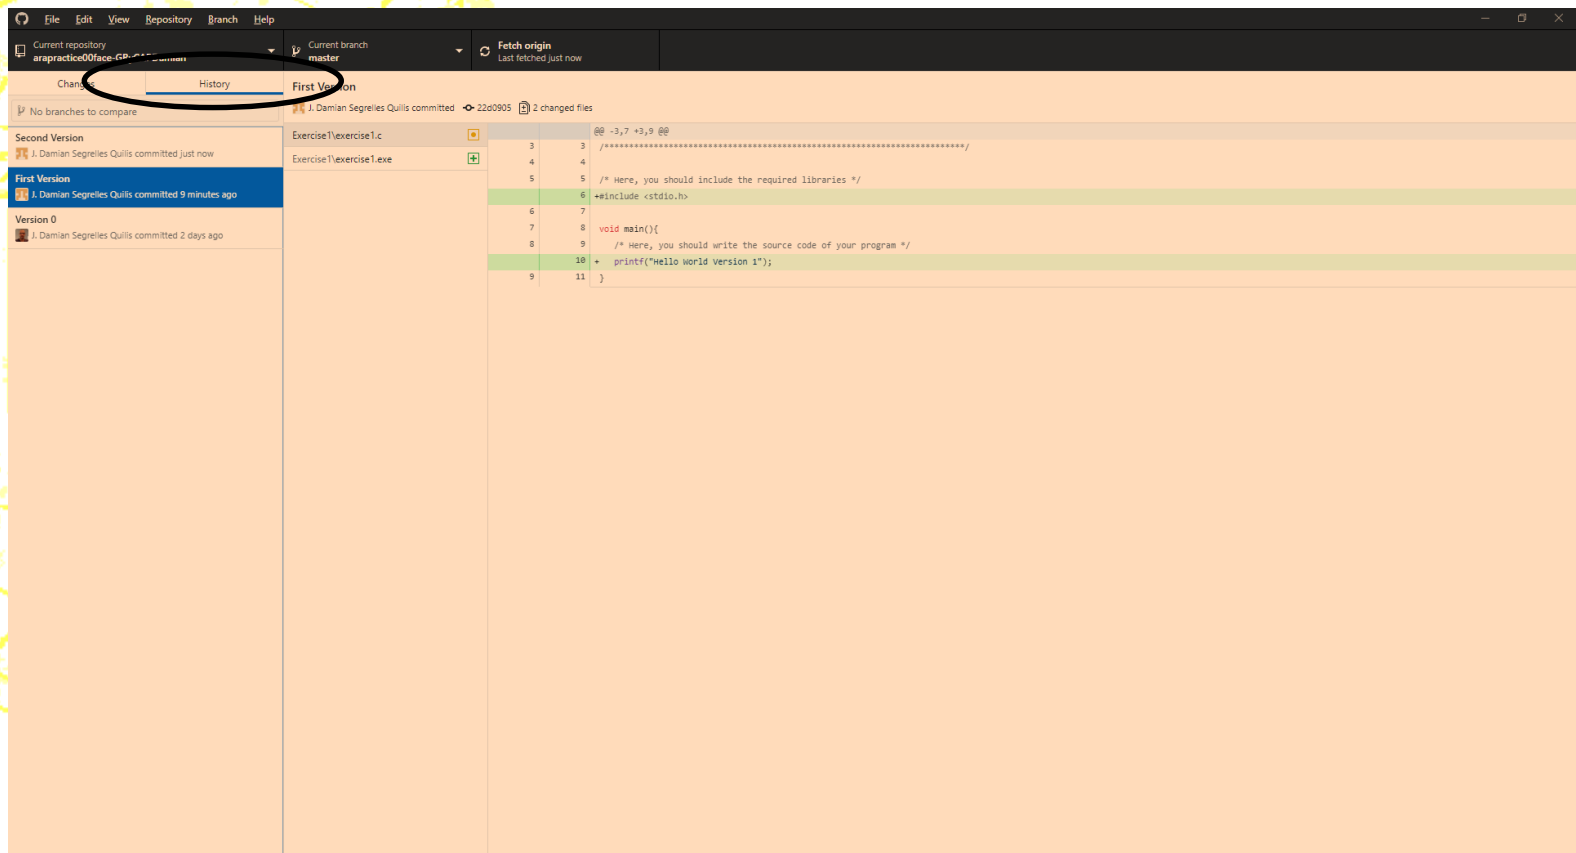 File Edit View Repository Branch Help
Current repository
arapractice00face-
Current branch
master
Fetch origin
Last fetched just now
Changes
History
No branches to compare
Second Version
J. Damian Segrelles Quilis committed just now
First Version
J. Damian Segrelles Quilis committed 9 minutes ago
Version 0
J. Damian Segrelles Quilis committed 2 days ago
First Version
J. Damian Segrelles Quilis committed 22d0905 2 changed files
Exercise1\exercise1.c
Exercise1\exercise1.exe
@@ -3,7 +3,9 @@
3 3 /*************************************************************************/
4 4
5 5 /* Here, you should include the required libraries */
6 +#include <stdio.h>
6 7
7 8 void main(){
8 9 /* Here, you should write the source code of your program */
10 + printf("Hello World Version 1");
9 11 }